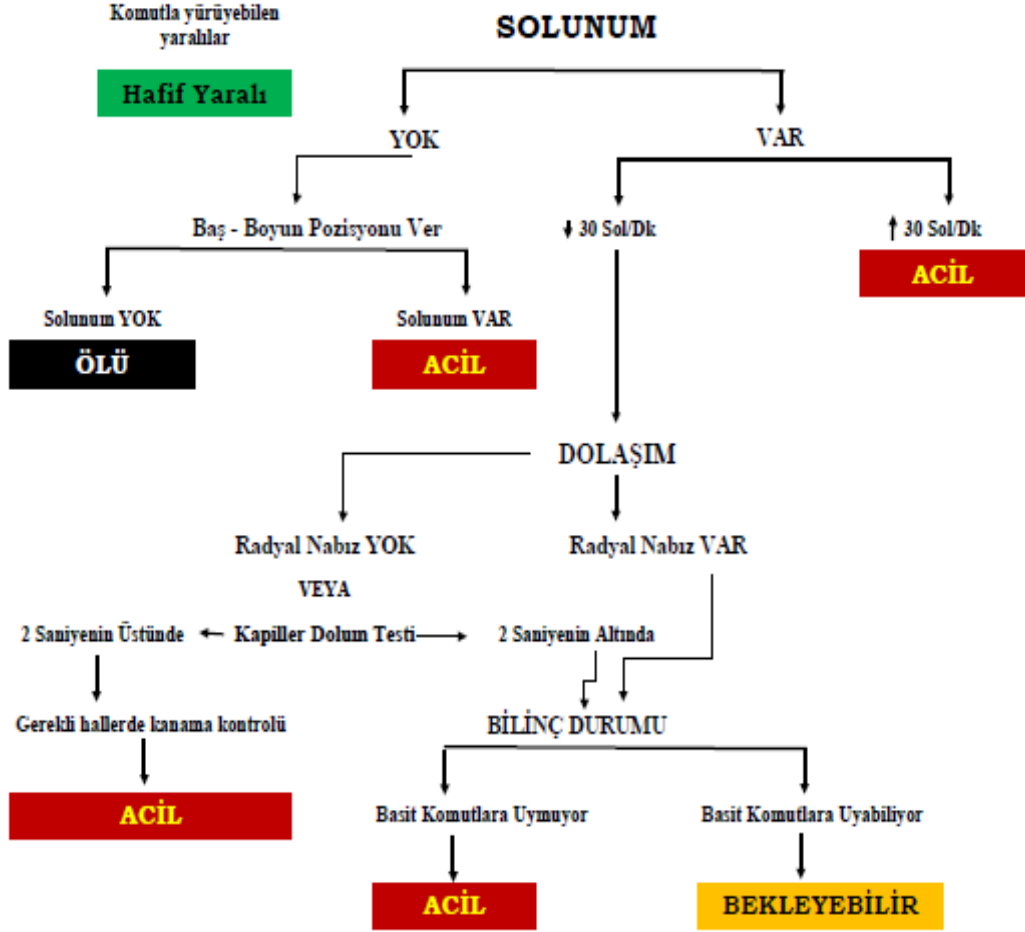 Komutla yürüyebilen
yaralılar
Hafif Yaralı
SOLUNUM
YOK
VAR
Baş - Boyun Pozisyonu Ver
30 Sol/Dk
30 Sol/Dk
ACİL
Solunum YOK
Solunum VAR
ÖLÜ
ACİL
DOLAŞIM
Radyal Nabız YOK
Radyal Nabız VAR
VEYA
2 Saniyenin Üstünde
Kapiller Dolum Testi
2 Saniyenin Altında
Gerekli hallerde kanama kontrolü
BİLİNÇ DURUMU
ACİL
Basit Komutlara Uymuyor
Basit Komutlara Uyabiliyor
ACİL
BEKLEYEBİLİR